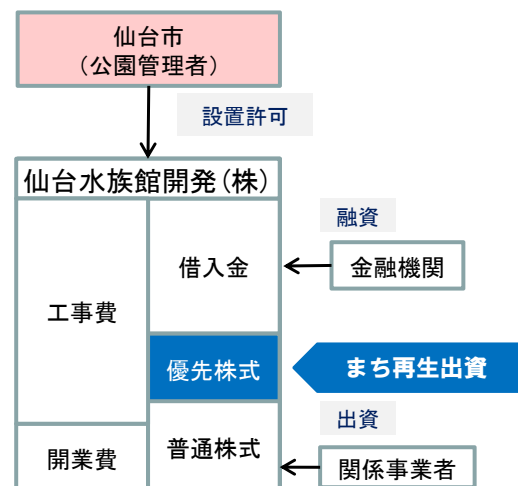 仙台市
（公園管理者）
設置許可
仙台水族館開発(株)
融資
借入金
金融機関
工事費
優先株式
まち再生出資
出資
普通株式
開業費
関係事業者